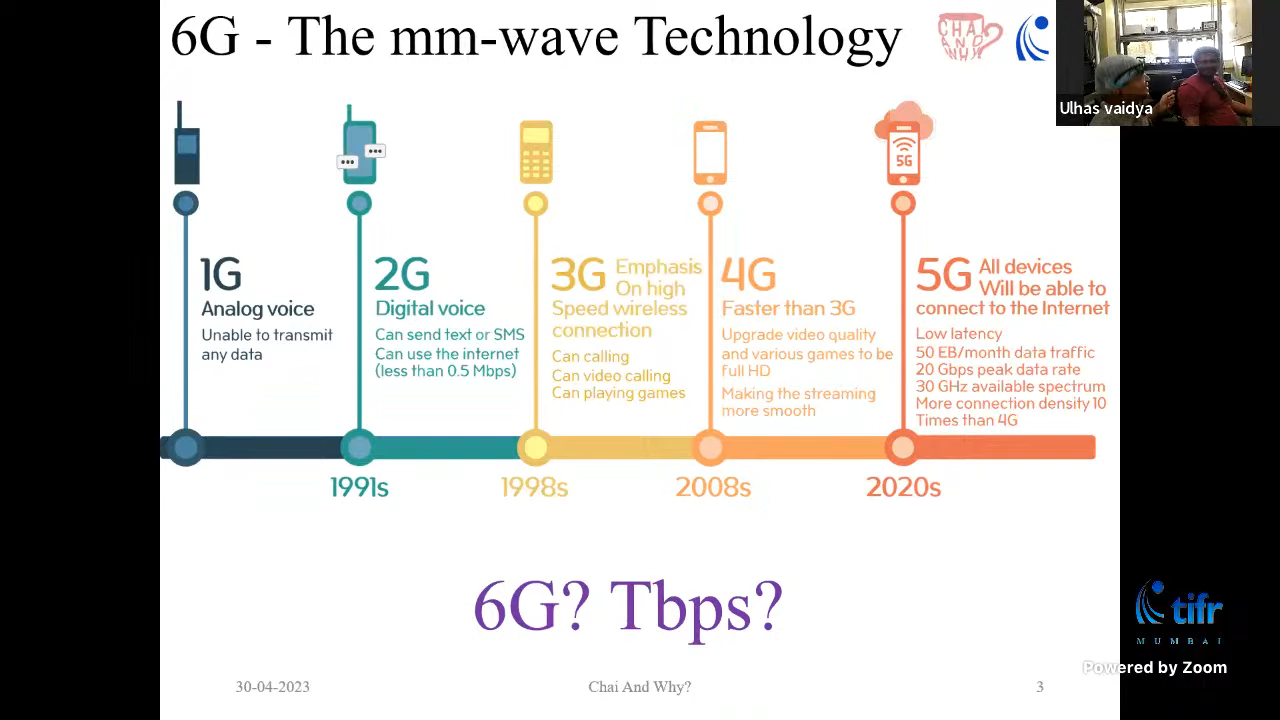 6G - The mm-wave Technology
CHAI
AND
WHY?
Ulhas vaidya
5G
1G
Analog voice
Unable to transmit
any data
2G
Digital voice
Can send text or SMS
Can use the internet
(less than 0.5 Mbps)
3G Emphasis
On high
Speed wireless
connection
Can calling
Can video calling
Can playing games
4G
Faster than 3G
Upgrade video quality
and various games to be
full HD
Making the streaming
more smooth
5G All devices
Will be able to
connect to the Internet
Low latency
50 EB/month data traffic
20 Gbps peak data rate
30 GHz available spectrum
More connection density 10
Times than 4G
1991s
1998s
2008s
2020s
6G? Tbps?
tifr
MUMBAI
Powered by Zoom
30-04-2023
Chai And Why?
3